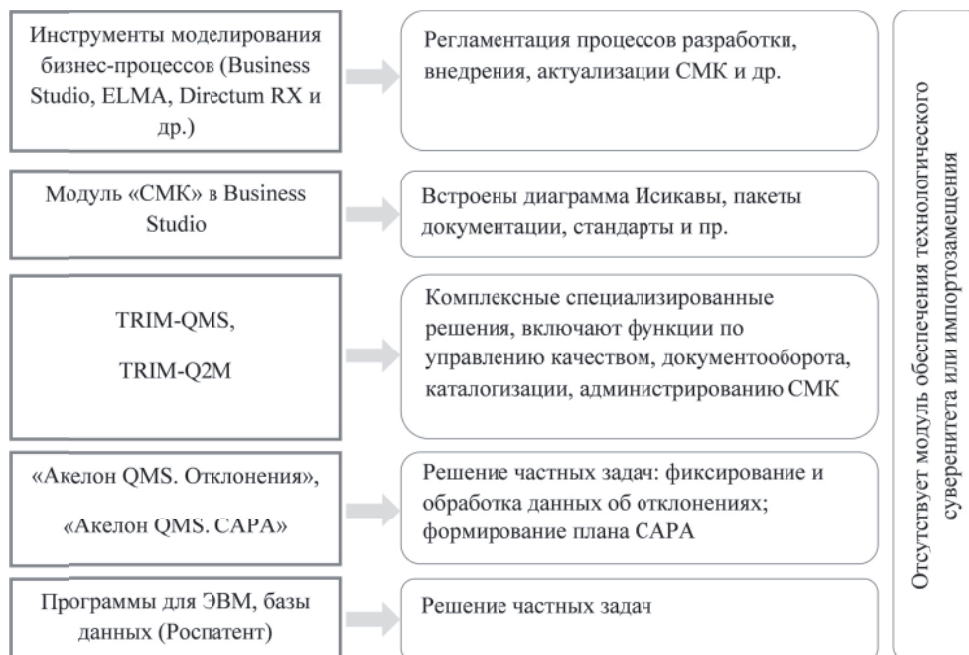 Инструменты моделирования
бизнес-процессов (Business
Studio, ELMA, Directum RX и
др.)
Регламентация процессов разработки,
внедрения, актуализации СМК и др.
Модуль «СМК» в Business
Studio
Встроены диаграмма Исикавы, пакеты
документации, стандарты и пр.
TRIM-QMS,
TRIM-Q2M
Комплексные специализированные
решения, включают функции по
управлению качеством, документооборота,
каталогизации, администрированию СМК
«Акелон QMS. Отклонения»,
«Акелон QMS. CAPA»
Решение частных задач: фиксирование и
обработка данных об отклонениях;
формирование плана CAPA
Программы для ЭВМ, базы
данных (Роспатент)
Решение частных задач
Отсутствует модуль обеспечения технологического
суверенитета или импортозамещения